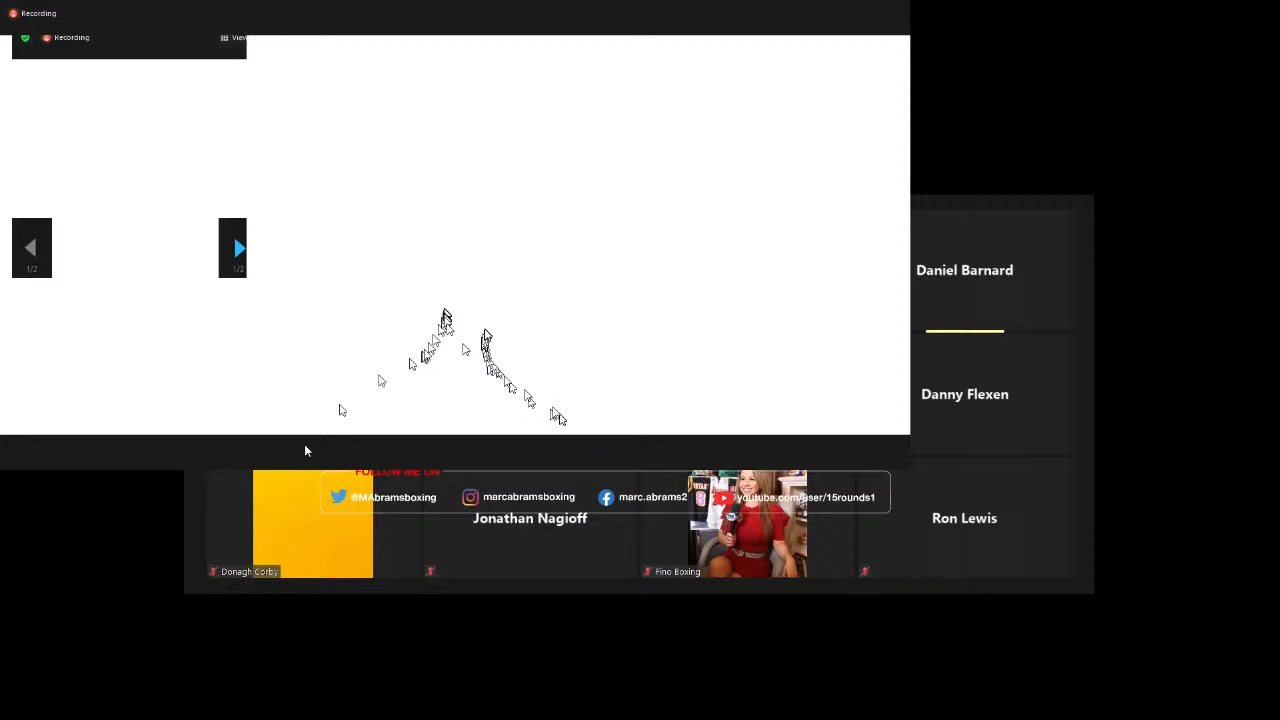 Recording
Recording
View
1/2
1/2
Daniel Barnard
Danny Flexen
FOLLOW ME ON
@MAbramsboxing
marcabramsboxing
marc.abrams2
youtube.com/user/15rounds1
Jonathan Nagioff
Ron Lewis
Donagh Corby
Fino Boxing